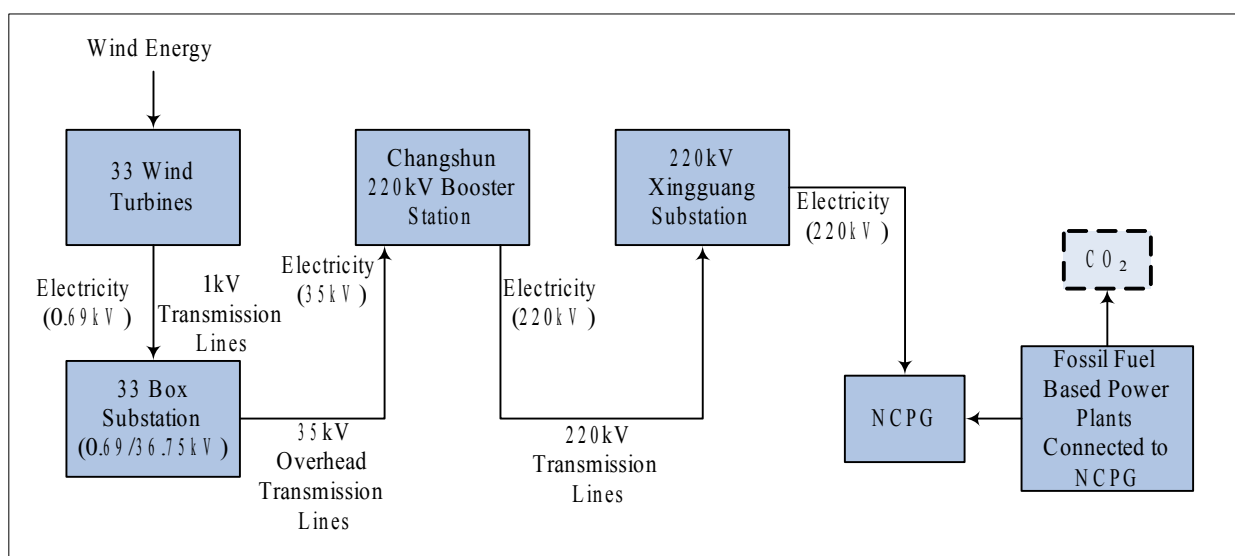 Wind Energy
33 Wind
Turbines
Electricity
(0.69kV)
1kV
Transmission
Lines
33 Box
Substation
(0.69/36.75kV)
35kV
Overhead
Transmission
Lines
Electricity
(35kV)
Changshun
220kV Booster
Station
Electricity
(220kV)
220kV
Transmission
Lines
220kV
Xingguang
Substation
Electricity
(220kV)
NCPG
CO₂
Fossil Fuel
Based Power
Plants
Connected to
NCPG